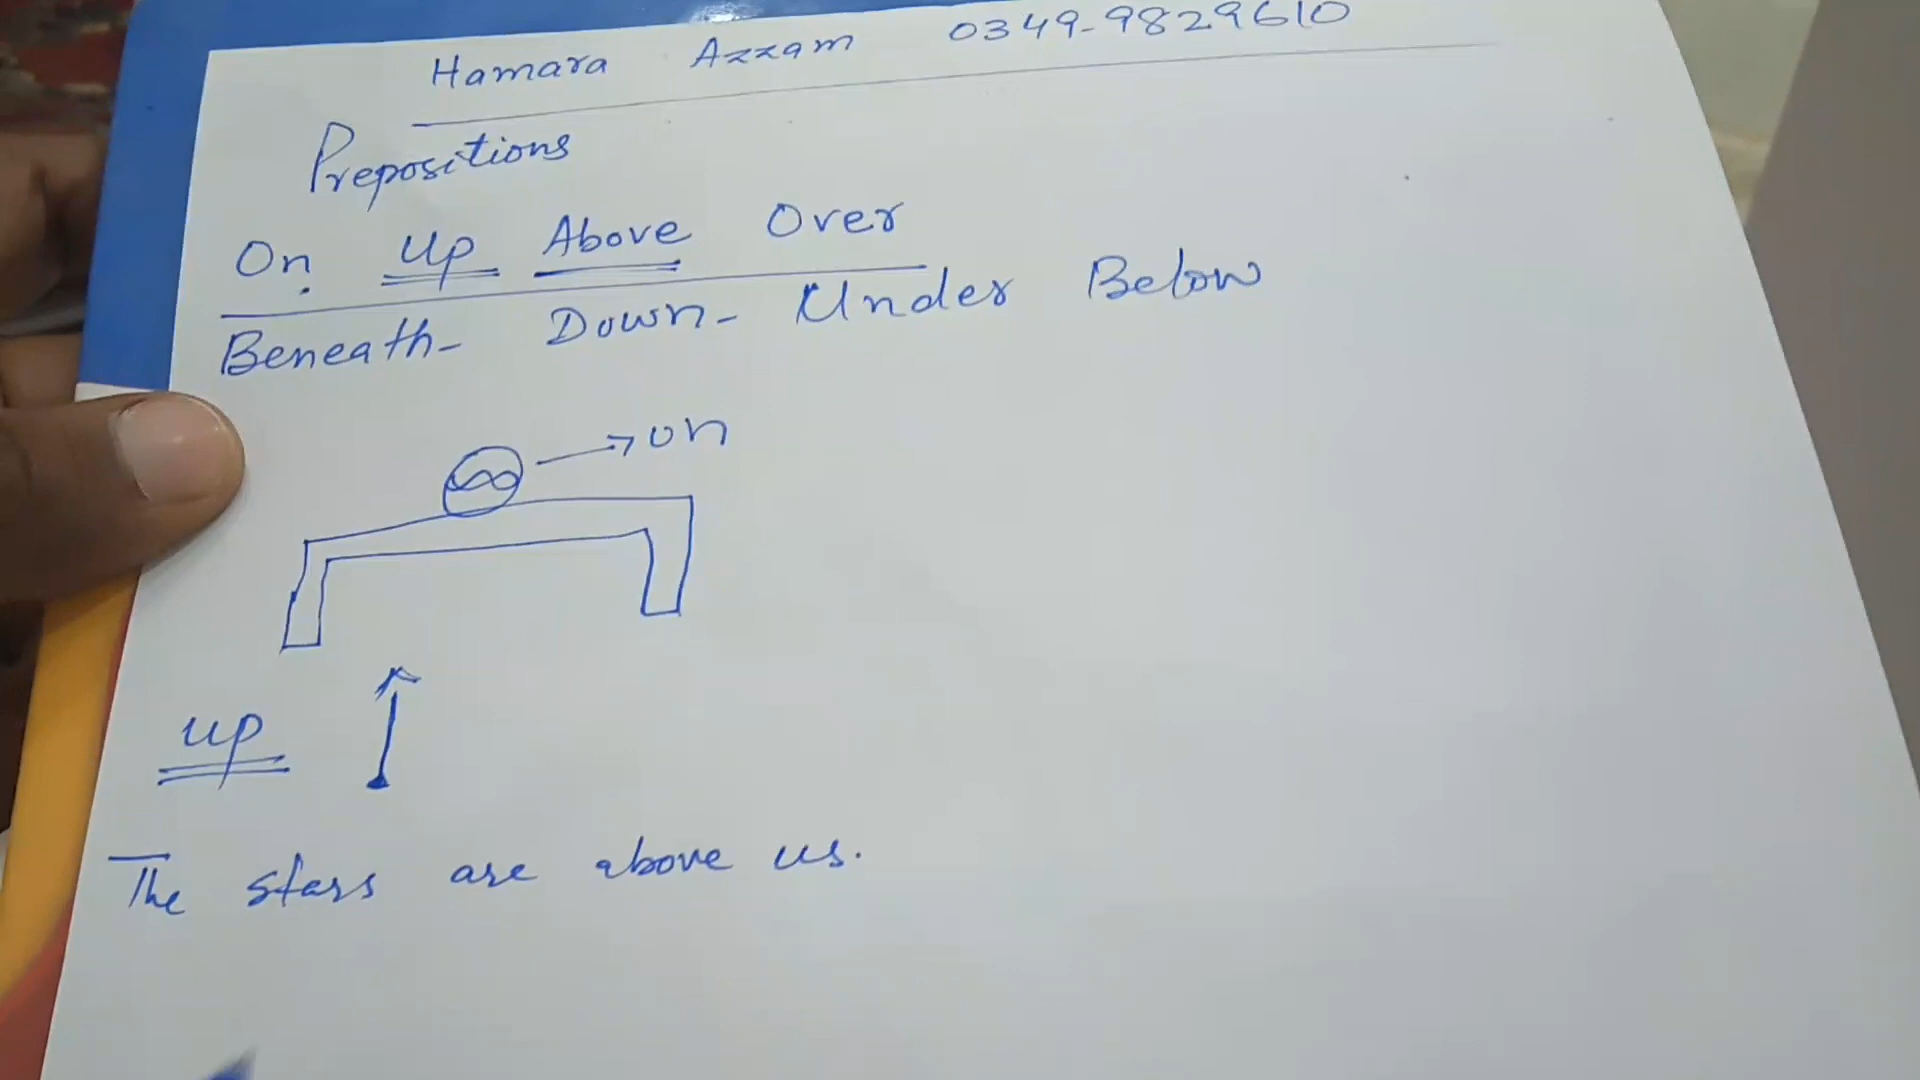 Hamara Azzam 0349-9829610
Prepositions
On Up Above Over
Beneath- Down- Under Below
on
up
The stars are above us.